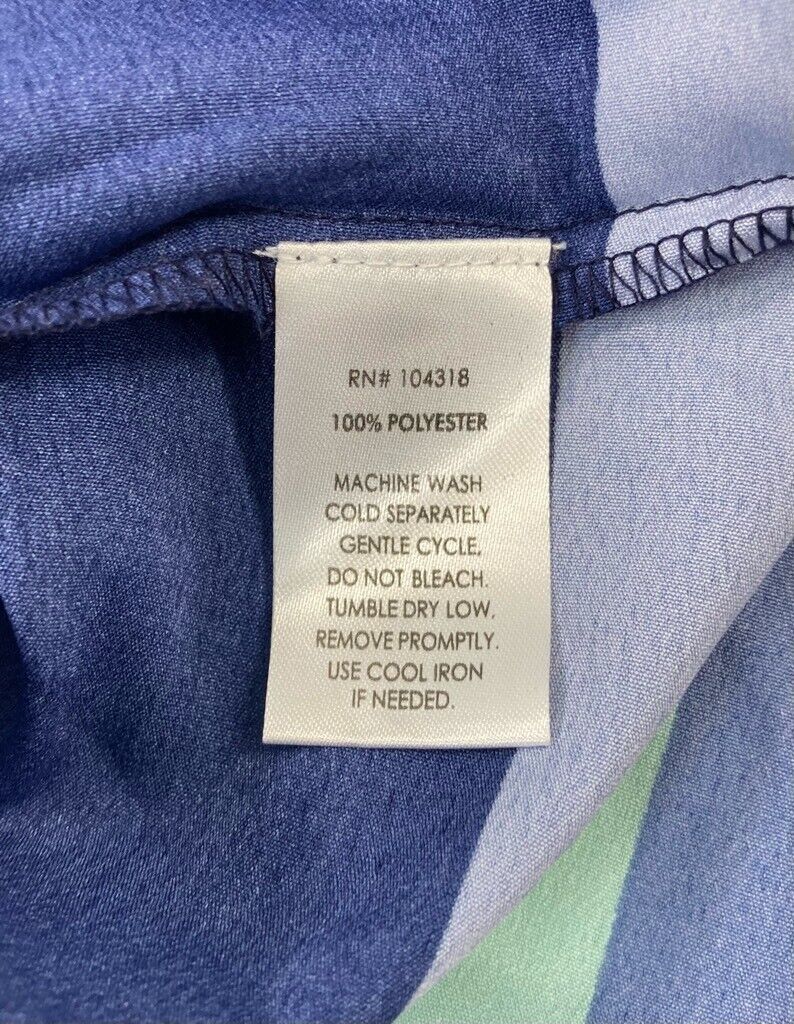 RN# 104318
100% POLYESTER
MACHINE WASH
COLD SEPARATELY
GENTLE CYCLE.
DO NOT BLEACH.
TUMBLE DRY LOW.
REMOVE PROMPTLY.
USE COOL IRON
IF NEEDED.